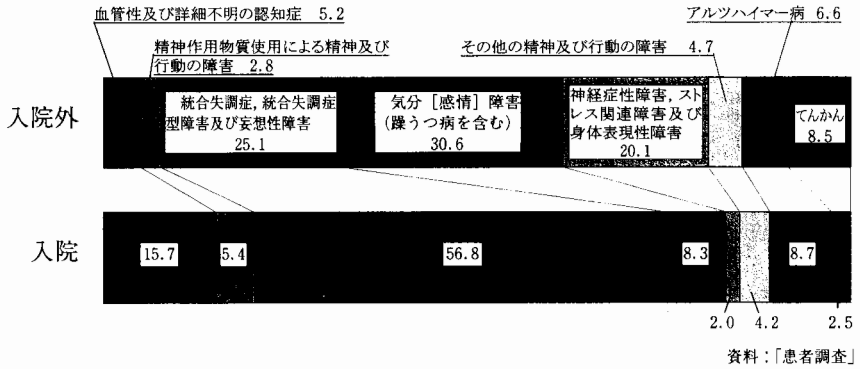 血管性及び詳細不明の認知症 5.2
アルツハイマー病 6.6
精神作用物質使用による精神及び
行動の障害 2.8
その他の精神及び行動の障害 4.7
入院外
統合失調症, 統合失調症
型障害及び妄想性障害
25.1
気分［感情］障害
(躁うつ病を含む)
30.6
神経症性障害, スト
レス関連障害及び
身体表現性障害
20.1
てんかん
8.5
入院
15.7
5.4
56.8
8.3
8.7
2.0
4.2
2.5
資料：「患者調査」